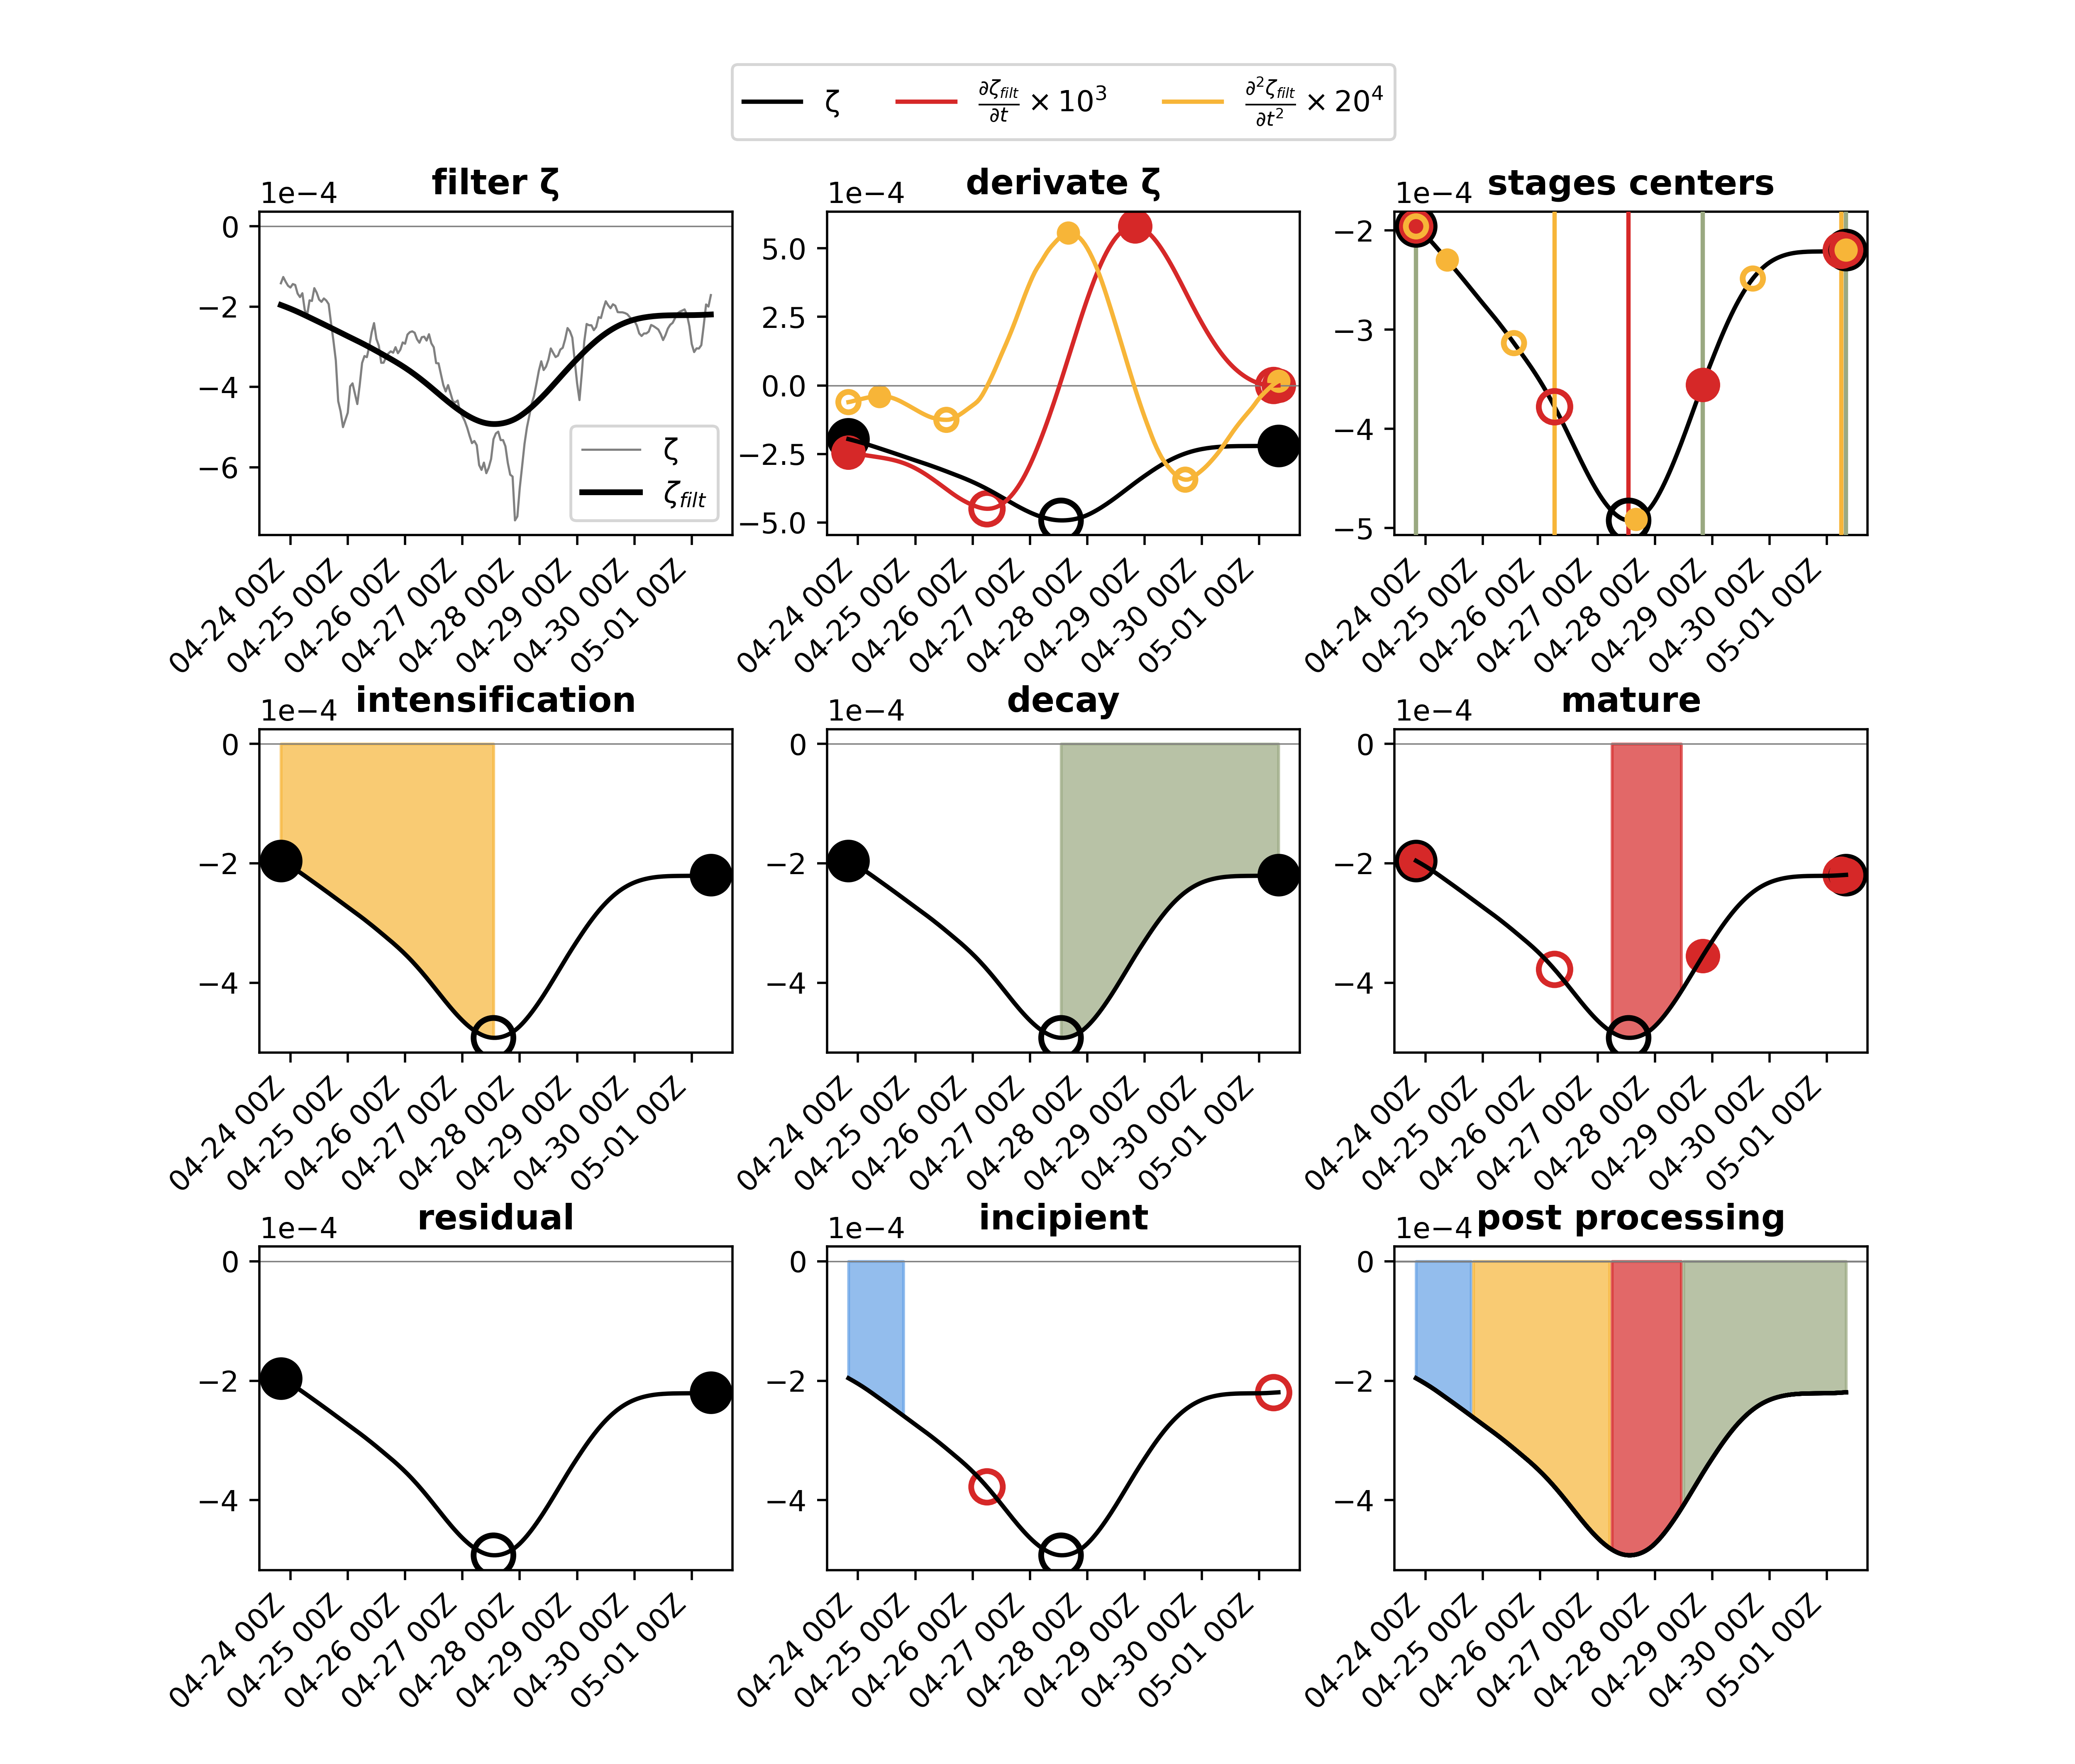 ζ ∂ζfilt/∂t × 10³ ∂²ζfilt/∂t² × 20⁴
filter ζ
1e−4
0
−2
−4
−6
ζ
ζfilt
04-24 00Z
04-25 00Z
04-26 00Z
04-27 00Z
04-28 00Z
04-29 00Z
04-30 00Z
05-01 00Z
derivate ζ
1e−4
5.0
2.5
0.0
−2.5
−5.0
04-24 00Z
04-25 00Z
04-26 00Z
04-27 00Z
04-28 00Z
04-29 00Z
04-30 00Z
05-01 00Z
stages centers
1e−4
−2
−3
−4
−5
04-24 00Z
04-25 00Z
04-26 00Z
04-27 00Z
04-28 00Z
04-29 00Z
04-30 00Z
05-01 00Z
intensification
1e−4
0
−2
−4
04-24 00Z
04-25 00Z
04-26 00Z
04-27 00Z
04-28 00Z
04-29 00Z
04-30 00Z
05-01 00Z
decay
1e−4
0
−2
−4
04-24 00Z
04-25 00Z
04-26 00Z
04-27 00Z
04-28 00Z
04-29 00Z
04-30 00Z
05-01 00Z
mature
1e−4
0
−2
−4
04-24 00Z
04-25 00Z
04-26 00Z
04-27 00Z
04-28 00Z
04-29 00Z
04-30 00Z
05-01 00Z
residual
1e−4
0
−2
−4
04-24 00Z
04-25 00Z
04-26 00Z
04-27 00Z
04-28 00Z
04-29 00Z
04-30 00Z
05-01 00Z
incipient
1e−4
0
−2
−4
04-24 00Z
04-25 00Z
04-26 00Z
04-27 00Z
04-28 00Z
04-29 00Z
04-30 00Z
05-01 00Z
post processing
1e−4
0
−2
−4
04-24 00Z
04-25 00Z
04-26 00Z
04-27 00Z
04-28 00Z
04-29 00Z
04-30 00Z
05-01 00Z